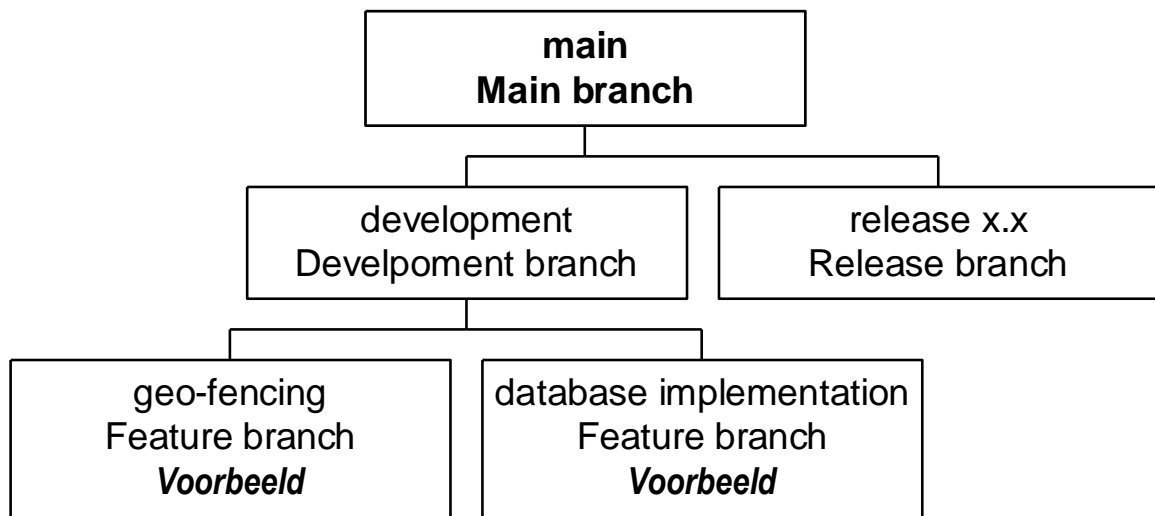 main
Main branch
development
Develpoment branch
release x.x
Release branch
geo-fencing
Feature branch
Voorbeeld
database implementation
Feature branch
Voorbeeld